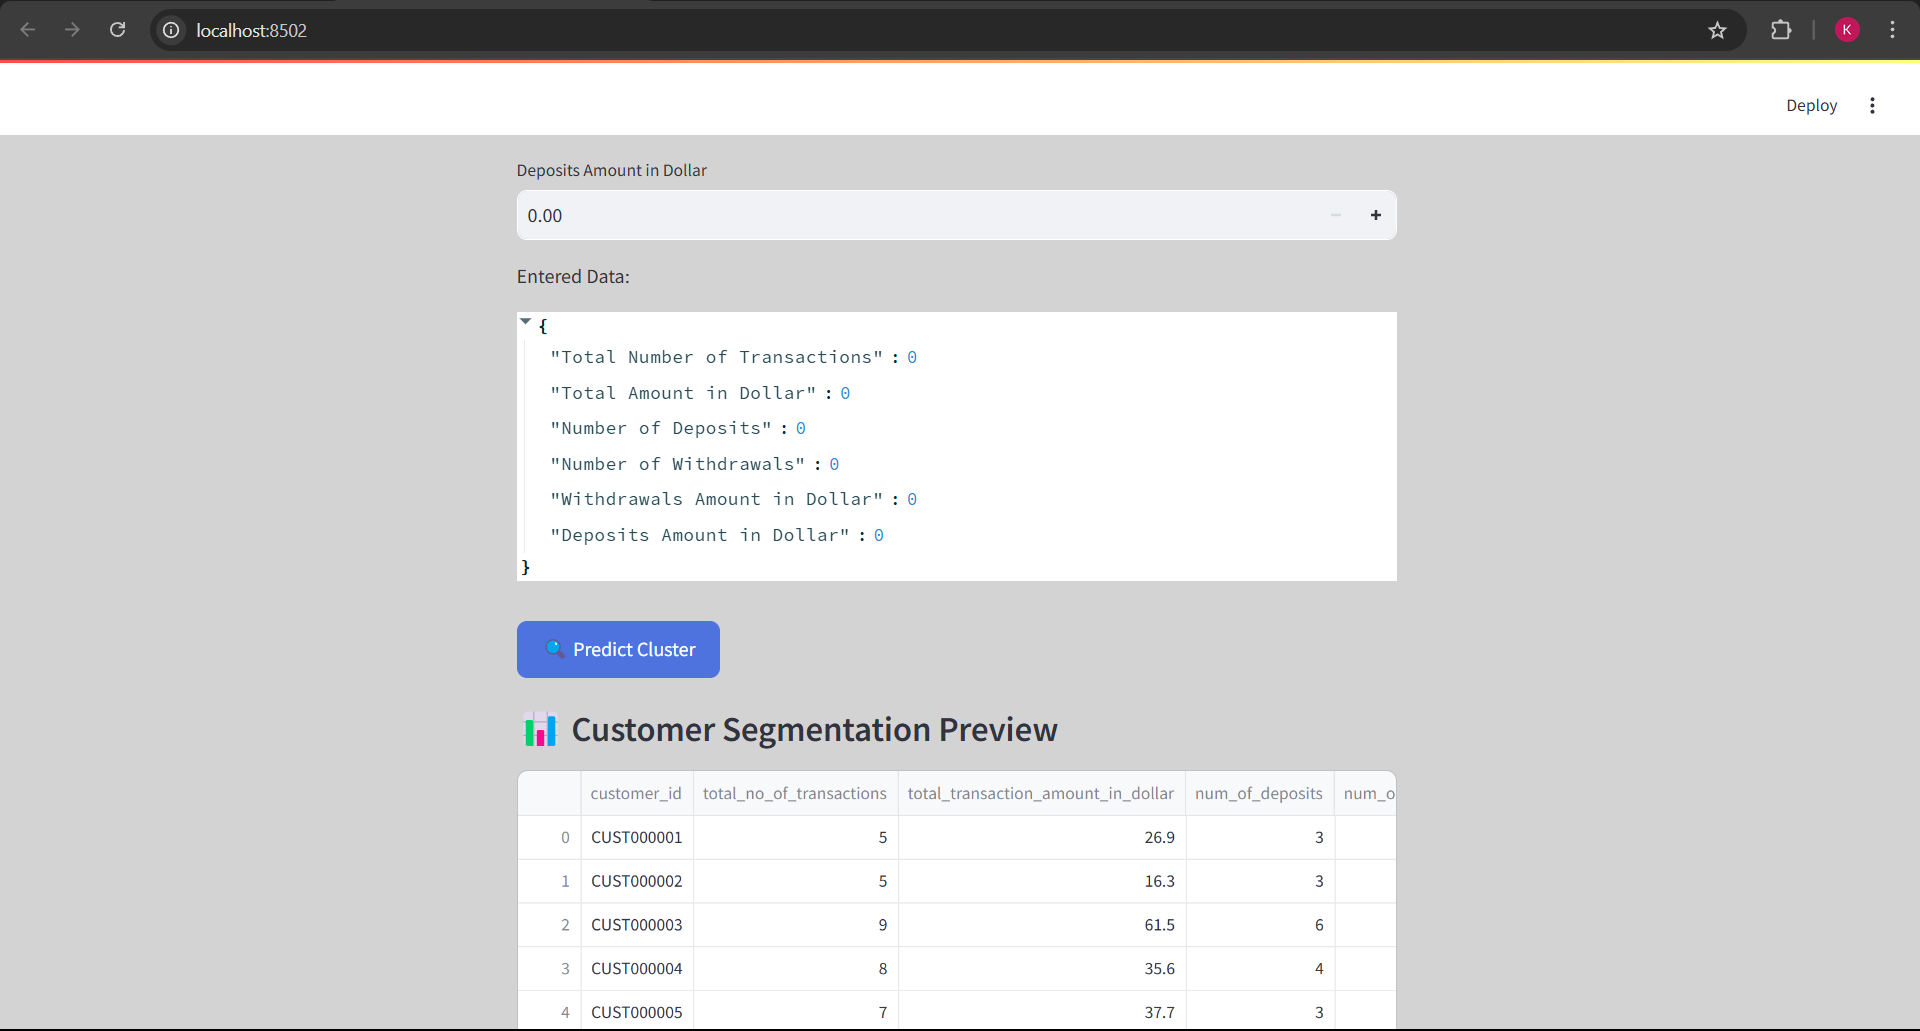 localhost:8502
K
Deploy
Deposits Amount in Dollar
0.00
Entered Data:
{
"Total Number of Transactions" : 0
"Total Amount in Dollar" : 0
"Number of Deposits" : 0
"Number of Withdrawals" : 0
"Withdrawals Amount in Dollar" : 0
"Deposits Amount in Dollar" : 0
}
Predict Cluster
Customer Segmentation Preview
customer_id total_no_of_transactions total_transaction_amount_in_dollar num_of_deposits num_o
0 CUST000001 5 26.9 3
1 CUST000002 5 16.3 3
2 CUST000003 9 61.5 6
3 CUST000004 8 35.6 4
4 CUST000005 7 37.7 3